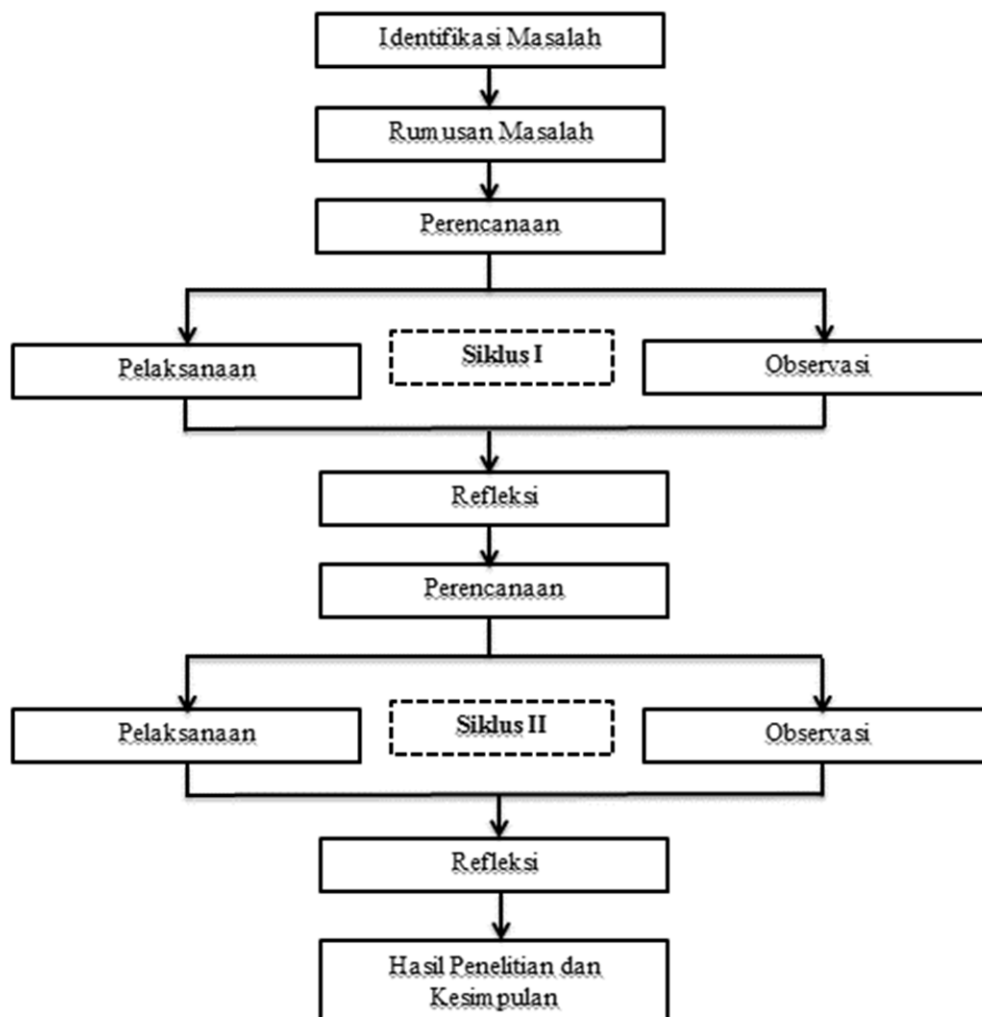 Identifikasi Masalah
Rumusan Masalah
Perencanaan
Pelaksanaan
Siklus I
Observasi
Refleksi
Perencanaan
Pelaksanaan
Siklus II
Observasi
Refleksi
Hasil Penelitian dan
Kesimpulan